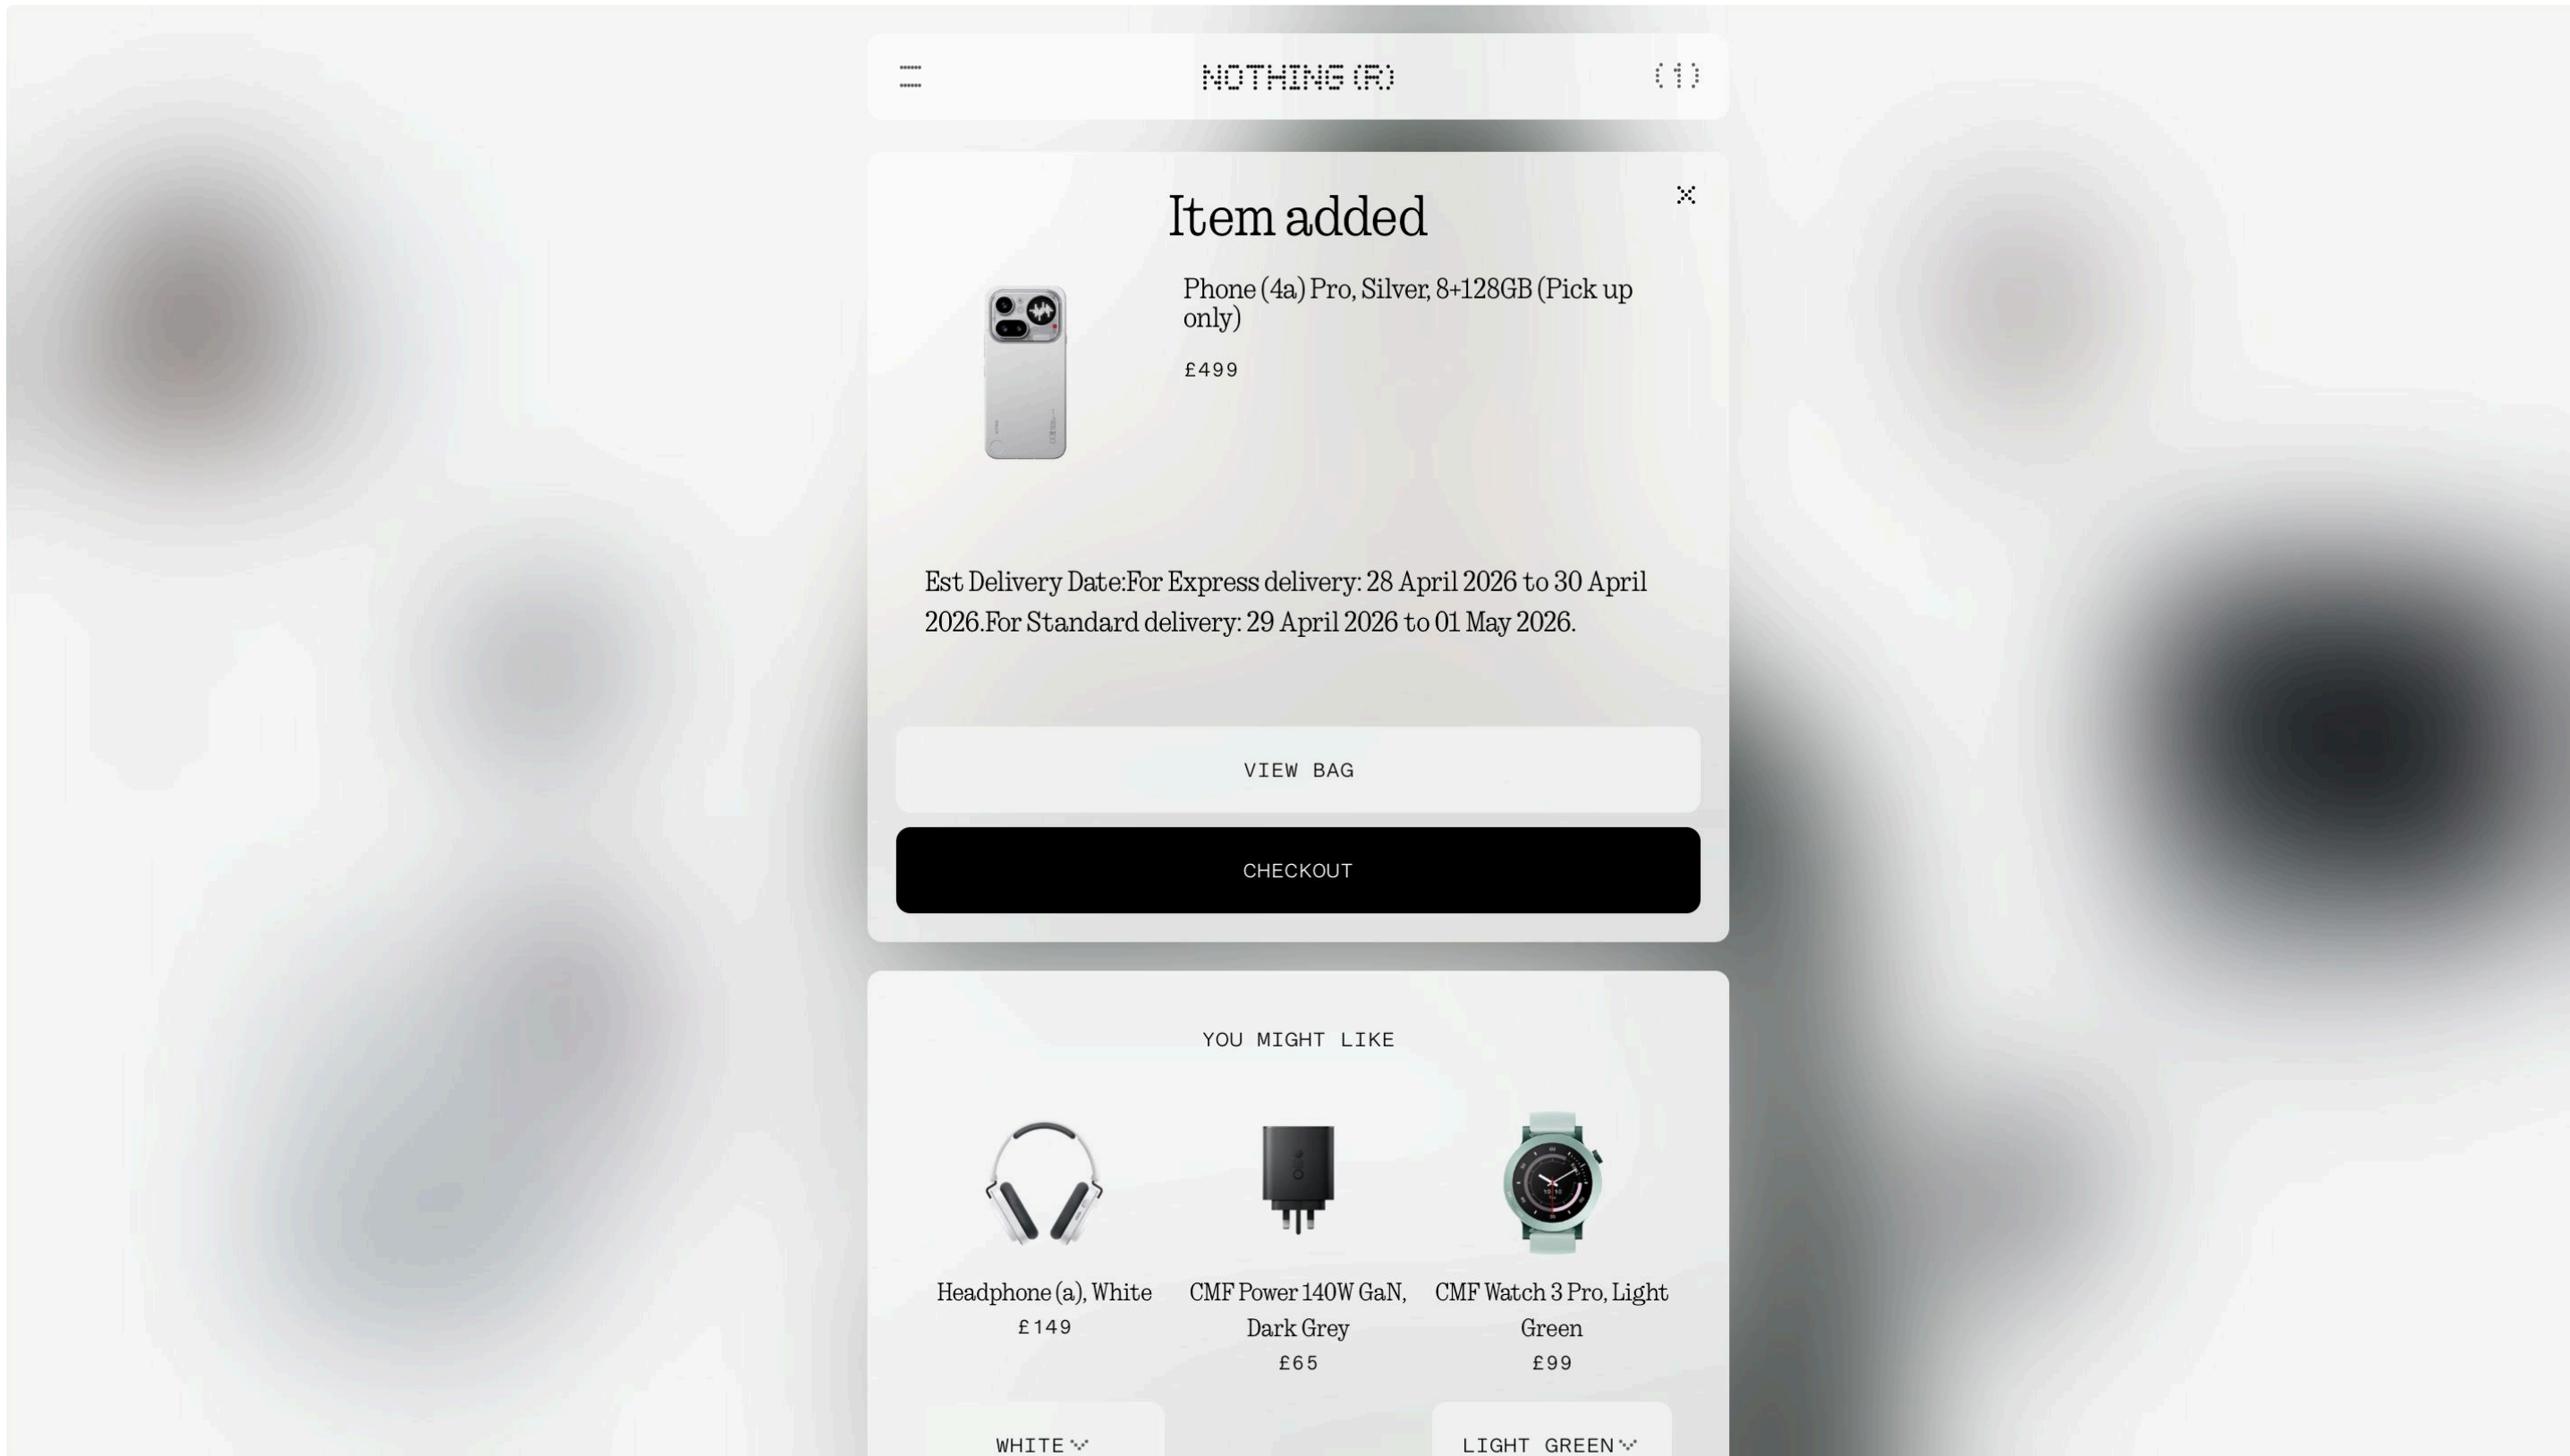 NOTHING (R)
(1)
Item added
Phone (4a) Pro, Silver, 8+128GB (Pick up
only)
£499
Est Delivery Date:For Express delivery: 28 April 2026 to 30 April
2026.For Standard delivery: 29 April 2026 to 01 May 2026.
VIEW BAG
CHECKOUT
YOU MIGHT LIKE
Headphone (a), White
£149
CMF Power 140W GaN,
Dark Grey
£65
CMF Watch 3 Pro, Light
Green
£99
WHITE
LIGHT GREEN